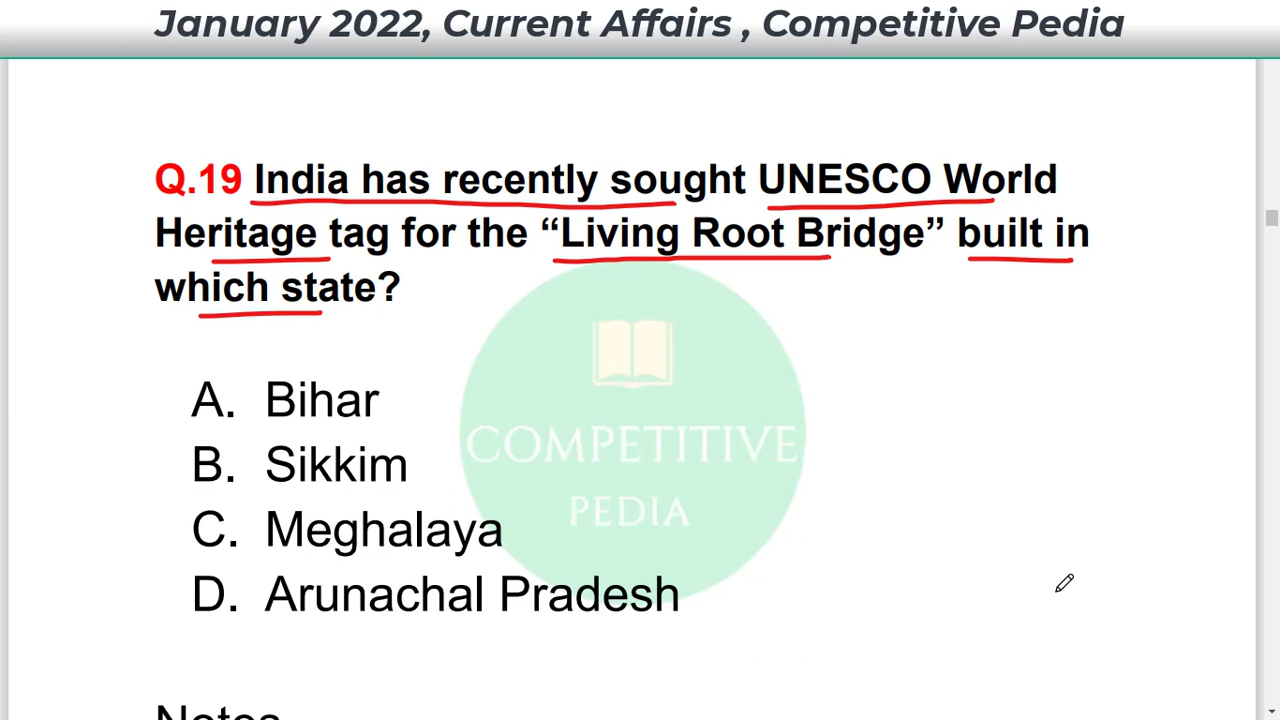 January 2022, Current Affairs , Competitive Pedia
Q.19 India has recently sought UNESCO World
Heritage tag for the “Living Root Bridge” built in
which state?
A. Bihar
B. Sikkim
C. Meghalaya
D. Arunachal Pradesh
COMPETITIVE
PEDIA
Notes